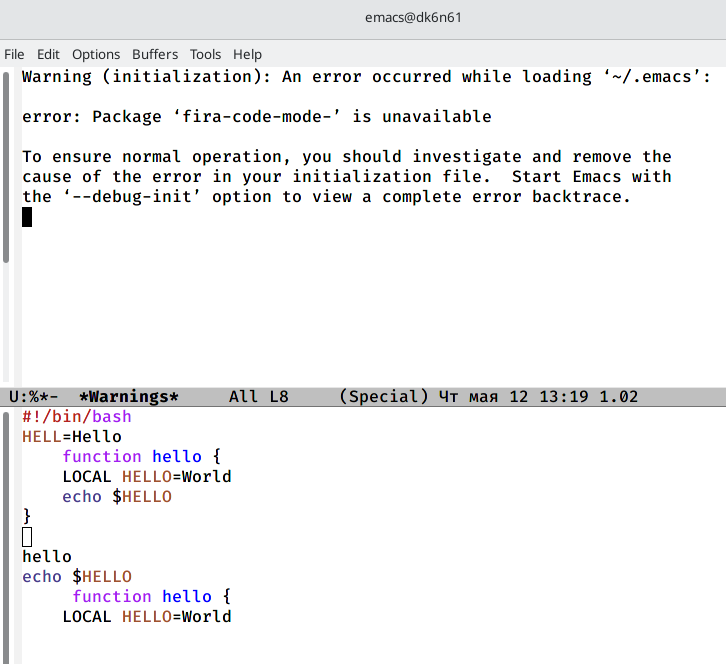 emacs@dk6n61
File Edit Options Buffers Tools Help
Warning (initialization): An error occurred while loading ‘~/.emacs’:
error: Package ‘fira-code-mode-’ is unavailable
To ensure normal operation, you should investigate and remove the
cause of the error in your initialization file.  Start Emacs with
the ‘--debug-init’ option to view a complete error backtrace.
U:%*-  *Warnings*     All L8     (Special) Чт мая 12 13:19 1.02
#!/bin/bash
HELL=Hello
    function hello {
    LOCAL HELLO=World
    echo $HELLO
}
hello
echo $HELLO
     function hello {
    LOCAL HELLO=World